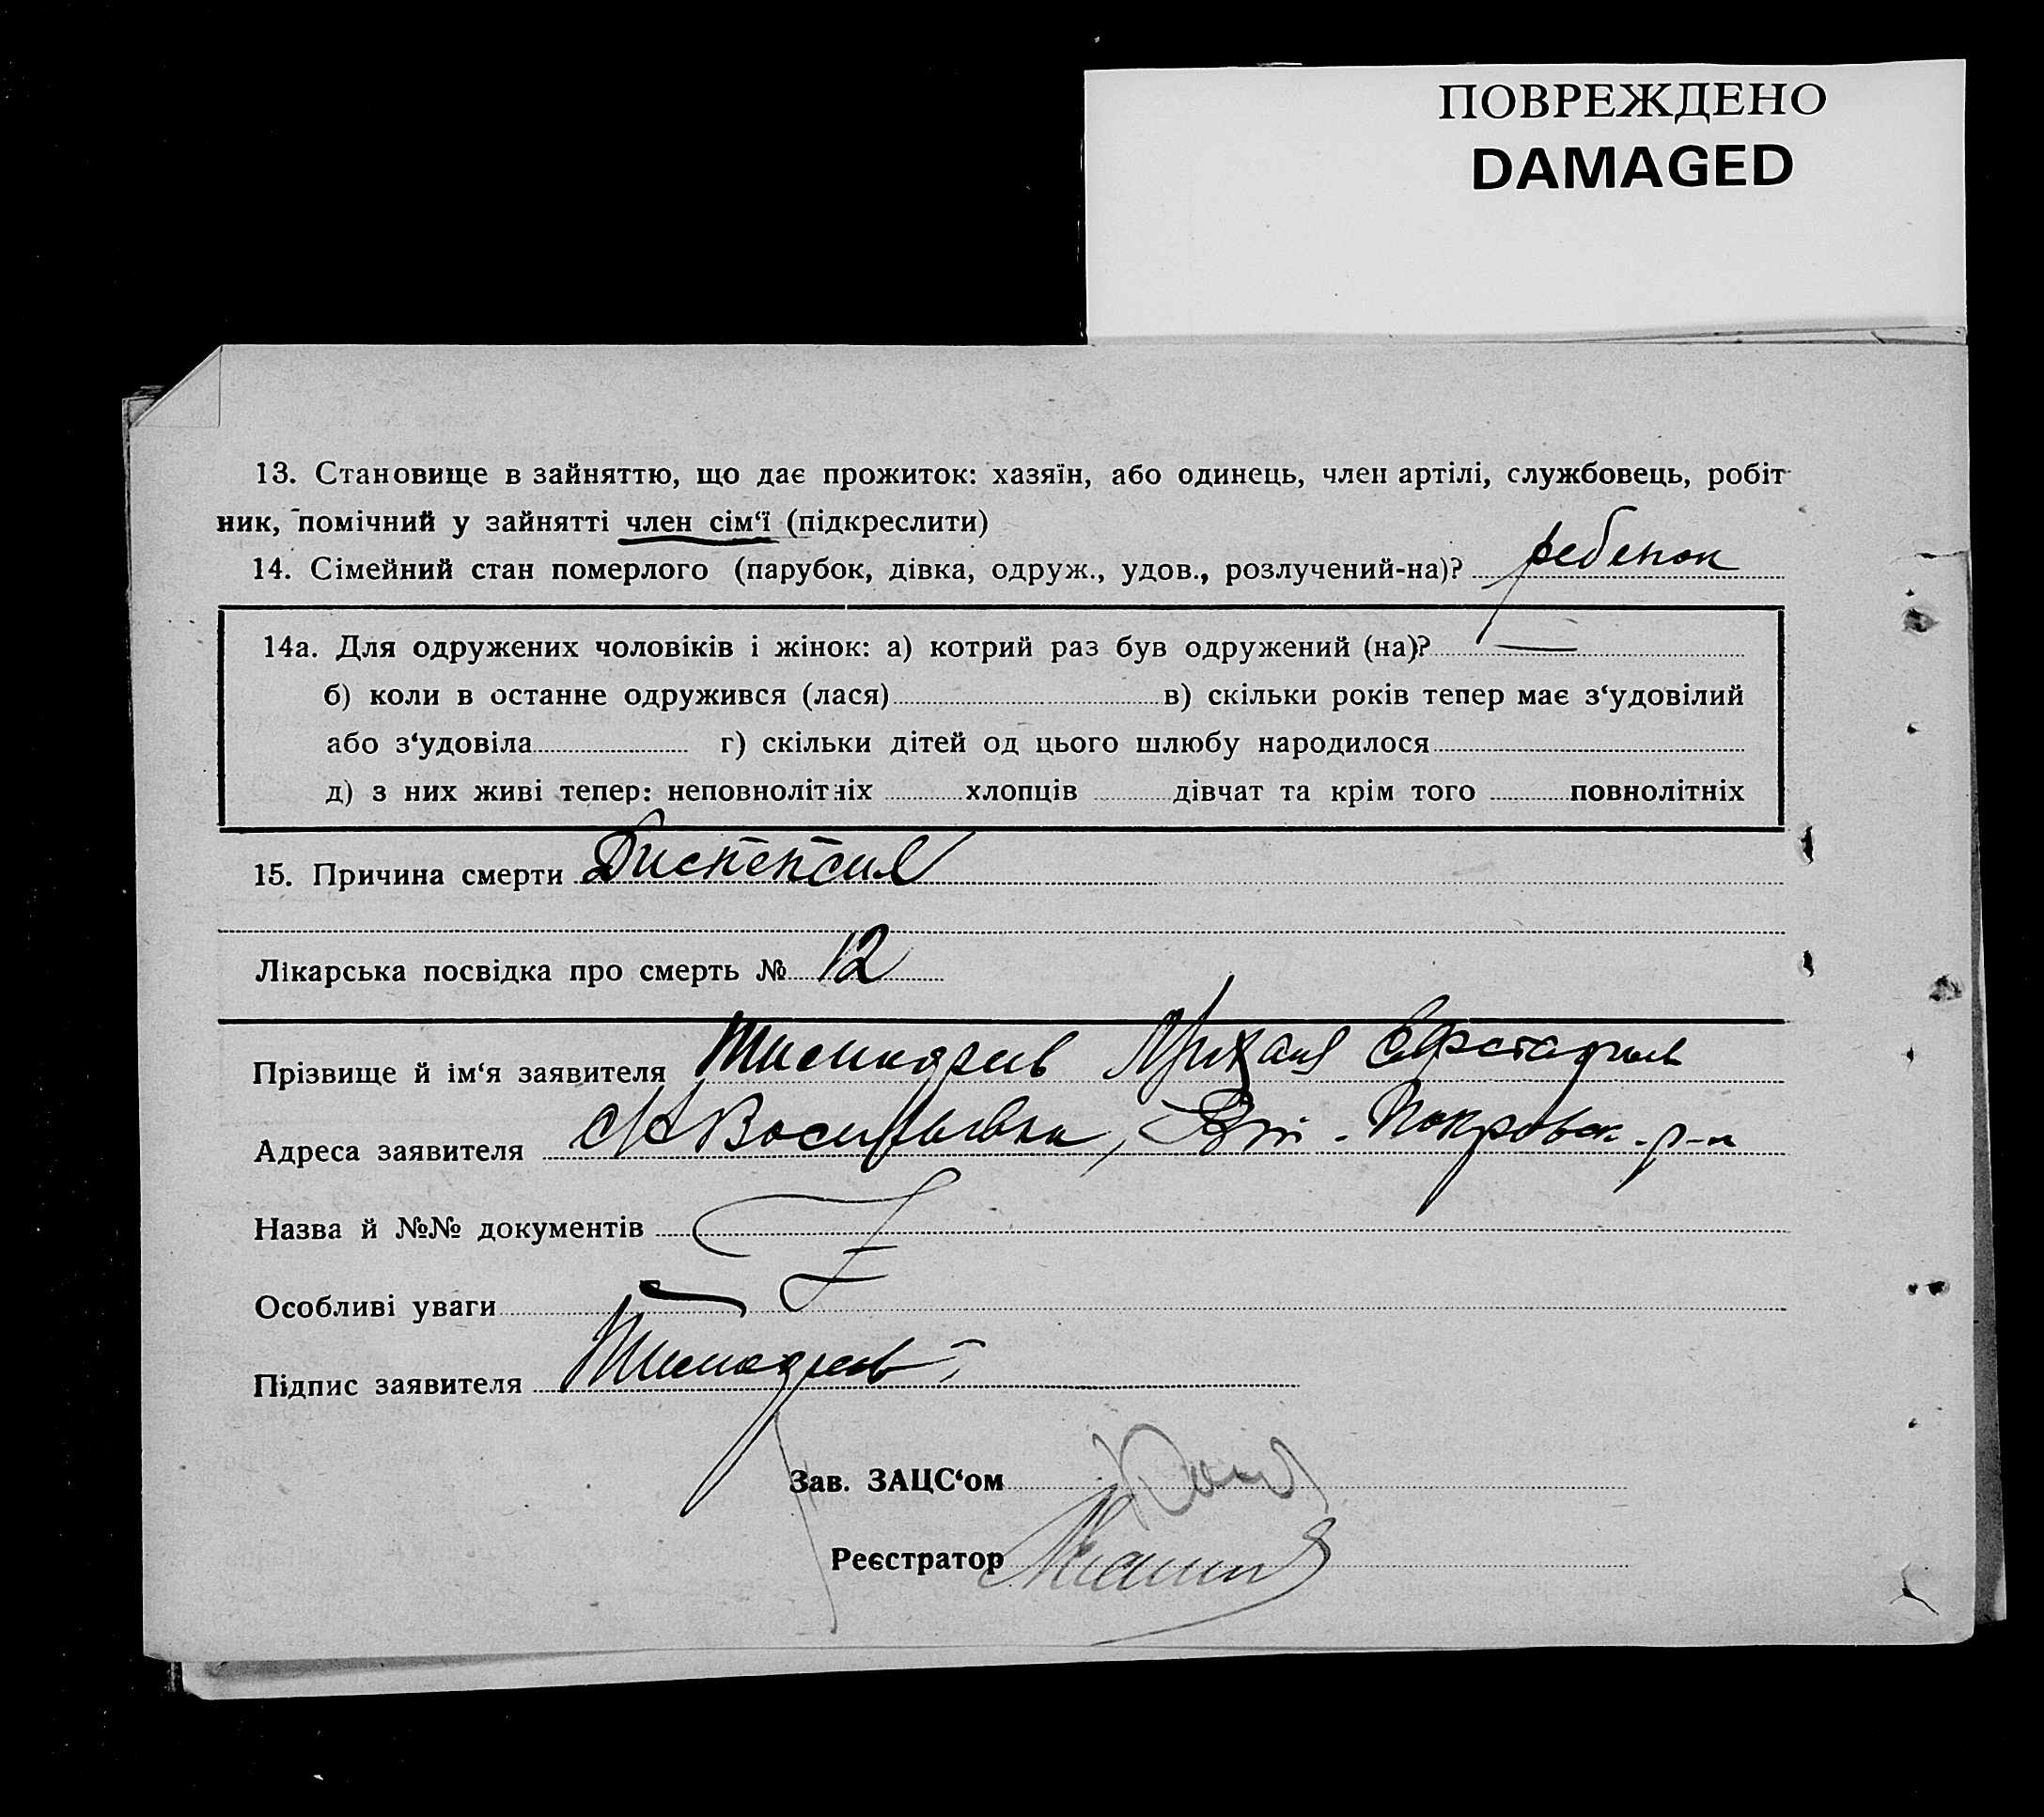 ПОВРЕЖДЕНО
DAMAGED
13. Становище в зайняттю, що дає прожиток: хазяїн, або одинець, член артілі, службовець, робіт-
ник, помічний у зайнятті член сім‘ї (підкреслити)
14. Сімейний стан померлого (парубок, дівка, одруж., удов., розлучений-на)? ребенок
14а. Для одружених чоловіків і жінок: а) котрий раз був одружений (на)? —
б) коли в останне одружився (лася) в) скільки років тепер має з‘удовілий
або з‘удовіла г) скільки дітей од цього шлюбу народилося
д) з них живі тепер: неповнолітніх хлопців дівчат та крім того повнолітніх
15. Причина смерти Диспепсия
Лікарська посвідка про смерть № 12
Прізвище й ім‘я заявителя Михаил
Адреса заявителя Васильевка, Покровск. р-н
Назва й №№ документів
Особливі уваги
Підпис заявителя
Зав. ЗАЦС‘ом
Реєстратор